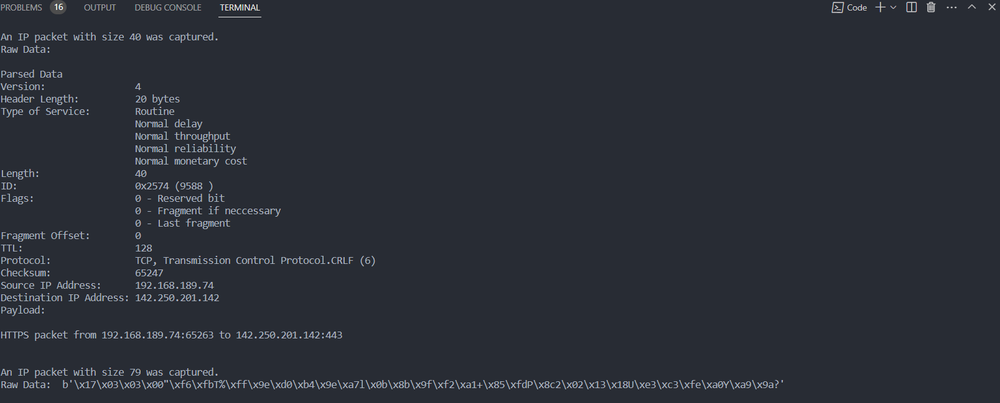 PROBLEMS 16 OUTPUT DEBUG CONSOLE TERMINAL Code
An IP packet with size 40 was captured.
Raw Data:
Parsed Data
Version: 4
Header Length: 20 bytes
Type of Service: Routine
Normal delay
Normal throughput
Normal reliability
Normal monetary cost
Length: 40
ID: 0x2574 (9588 )
Flags: 0 - Reserved bit
0 - Fragment if neccessary
0 - Last fragment
Fragment Offset: 0
TTL: 128
Protocol: TCP, Transmission Control Protocol.CRLF (6)
Checksum: 65247
Source IP Address: 192.168.189.74
Destination IP Address: 142.250.201.142
Payload:
HTTPS packet from 192.168.189.74:65263 to 142.250.201.142:443
An IP packet with size 79 was captured.
Raw Data:  b'\x17\x03\x03\x00"\xf6\xfbT%\xff\x9e\xd0\xb4\x9e\xa7l\x0b\x8b\x9f\xf2\xa1+\x85\xfdP\x8c2\x02\x13\x18U\xe3\xc3\xfe\xa0Y\xa9\x9a?'